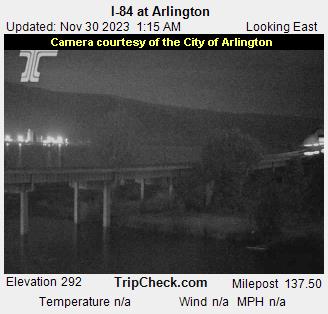 I-84 at Arlington
Updated: Nov 30 2023 1:15 AM Looking East
Camera courtesy of the City of Arlington
Elevation 292 TripCheck.com Milepost 137.50
Temperature n/a Wind n/a MPH n/a